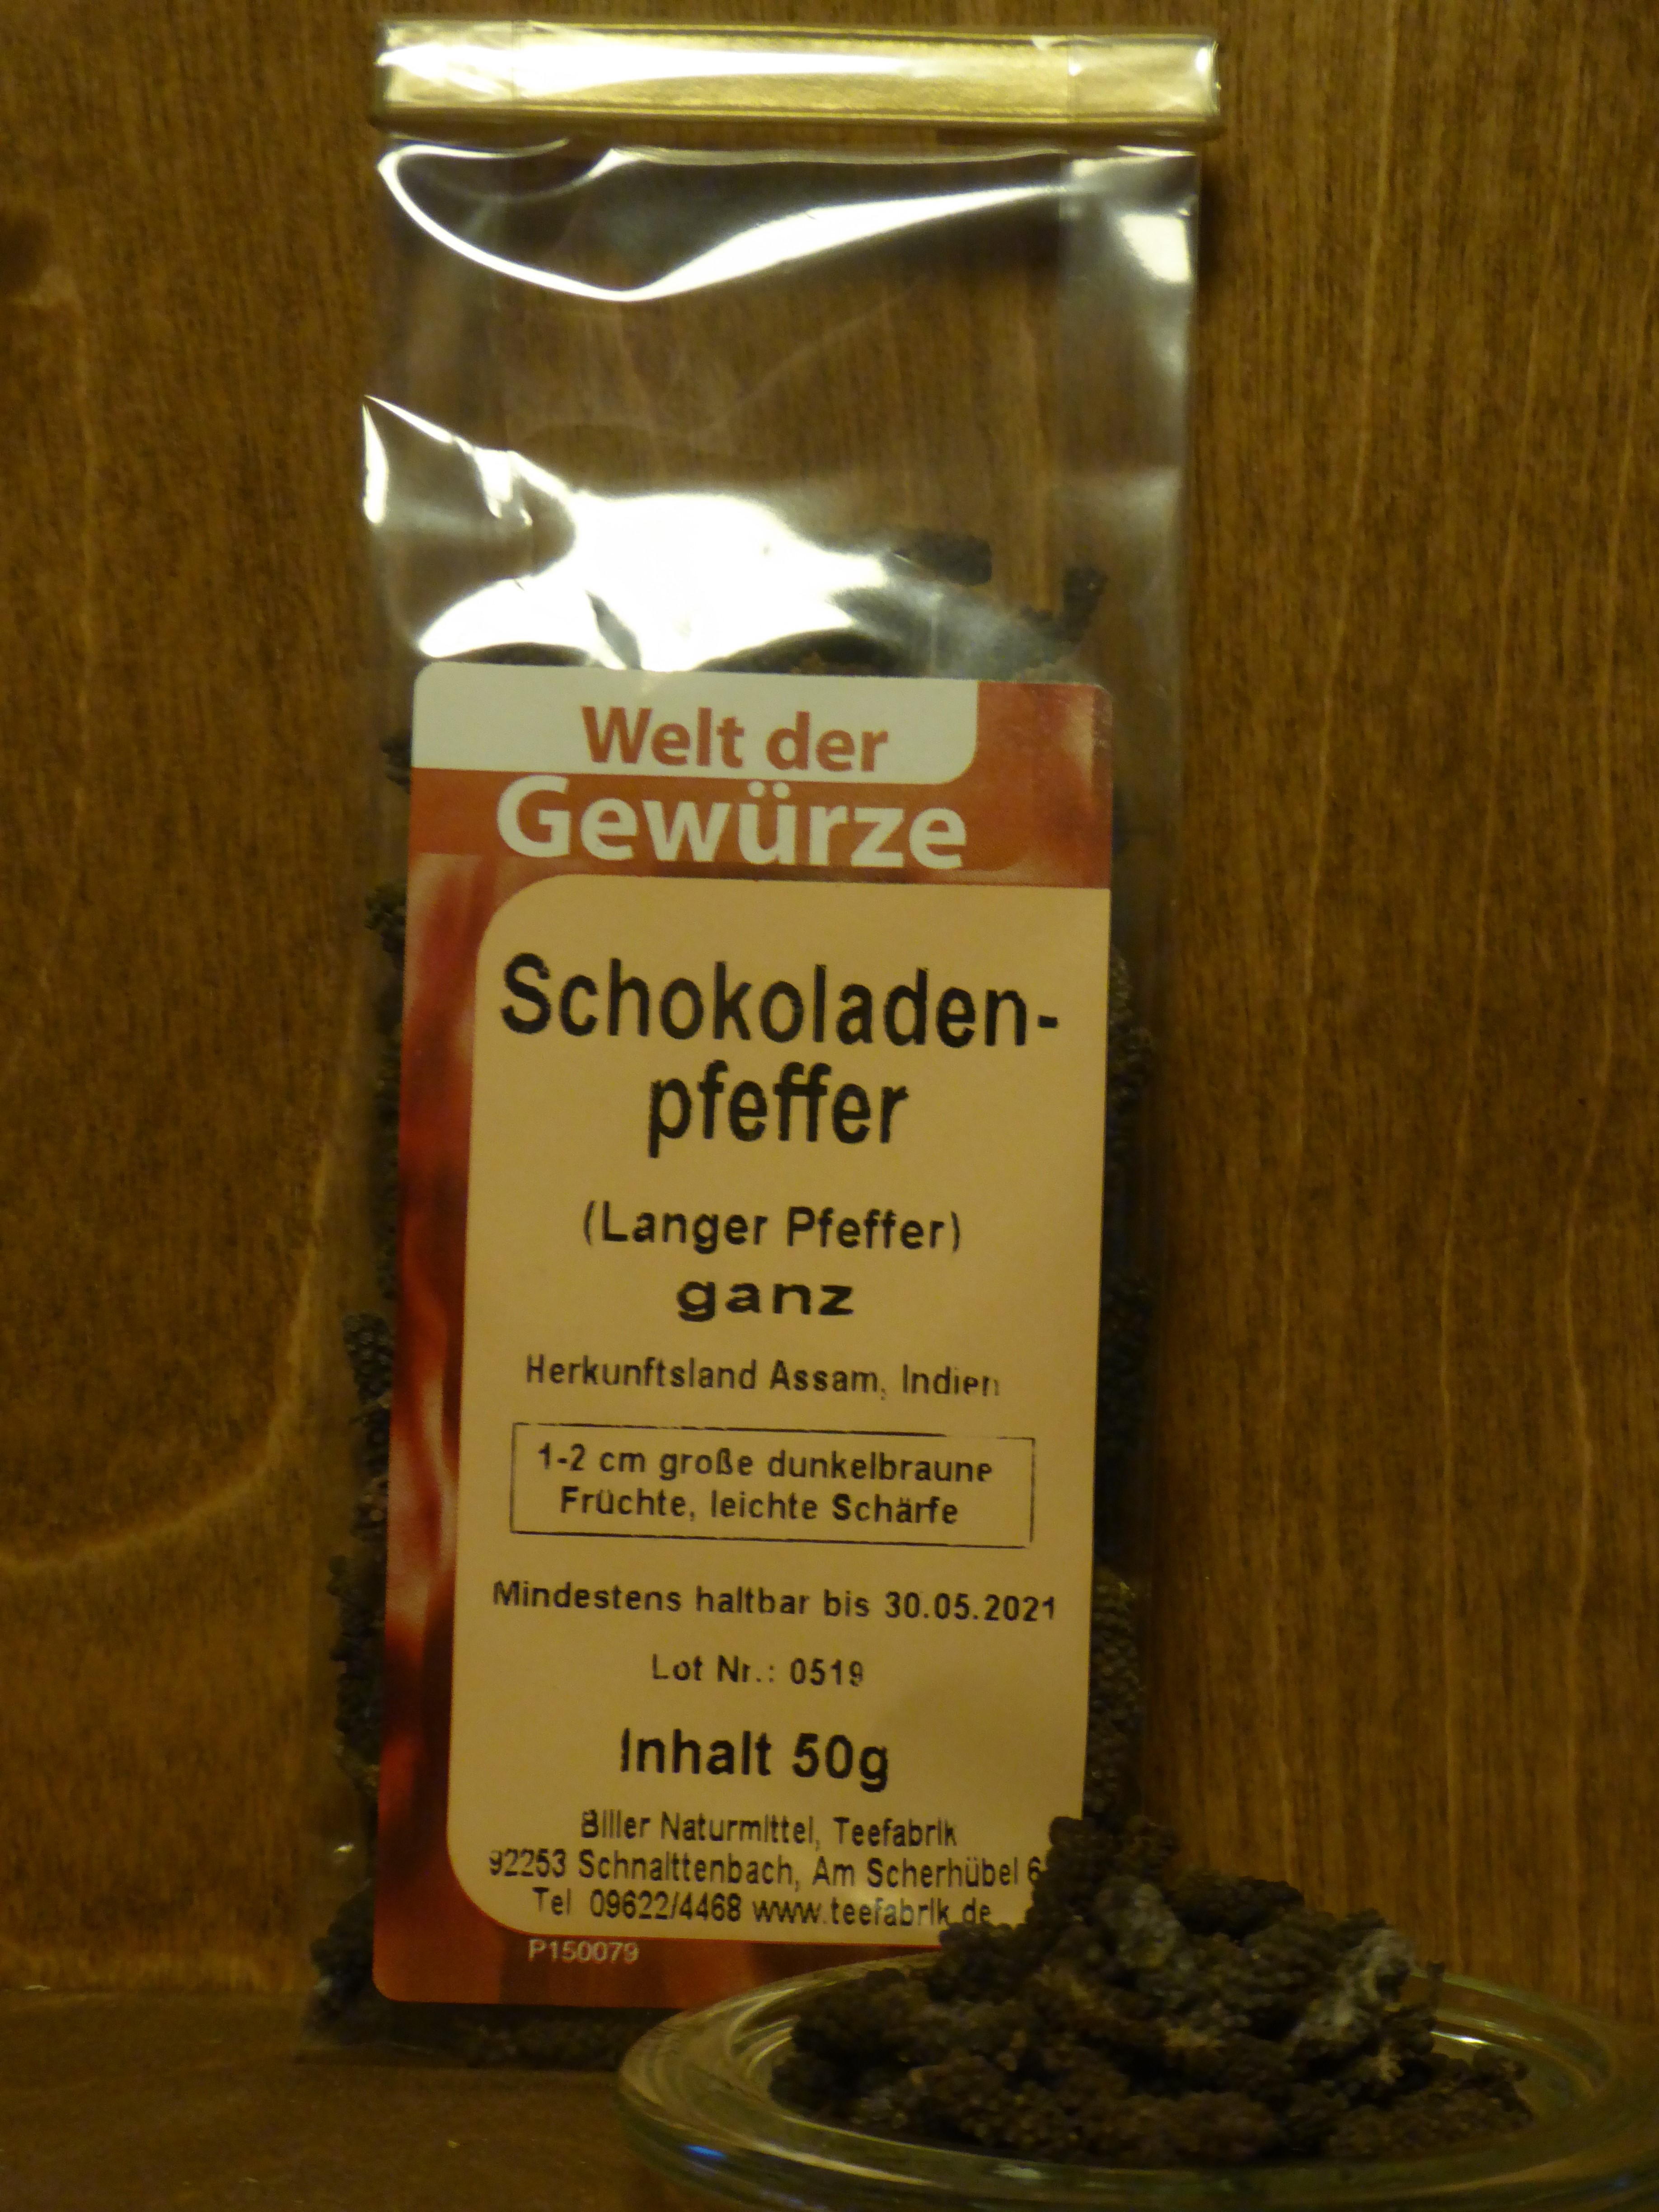 Welt der
Gewürze
Schokoladen-
pfeffer
(Langer Pfeffer)
ganz
Herkunftsland Assam, Indien
1-2 cm große dunkelbraune
Früchte, leichte Schärfe
Mindestens haltbar bis 30.05.2021
Lot Nr.: 0519
Inhalt 50g
Biller Naturmittel, Teefabrik
92253 Schnaittenbach, Am Scherhübel 6
Tel 09622/4468 www.teefabrik.de
P150079